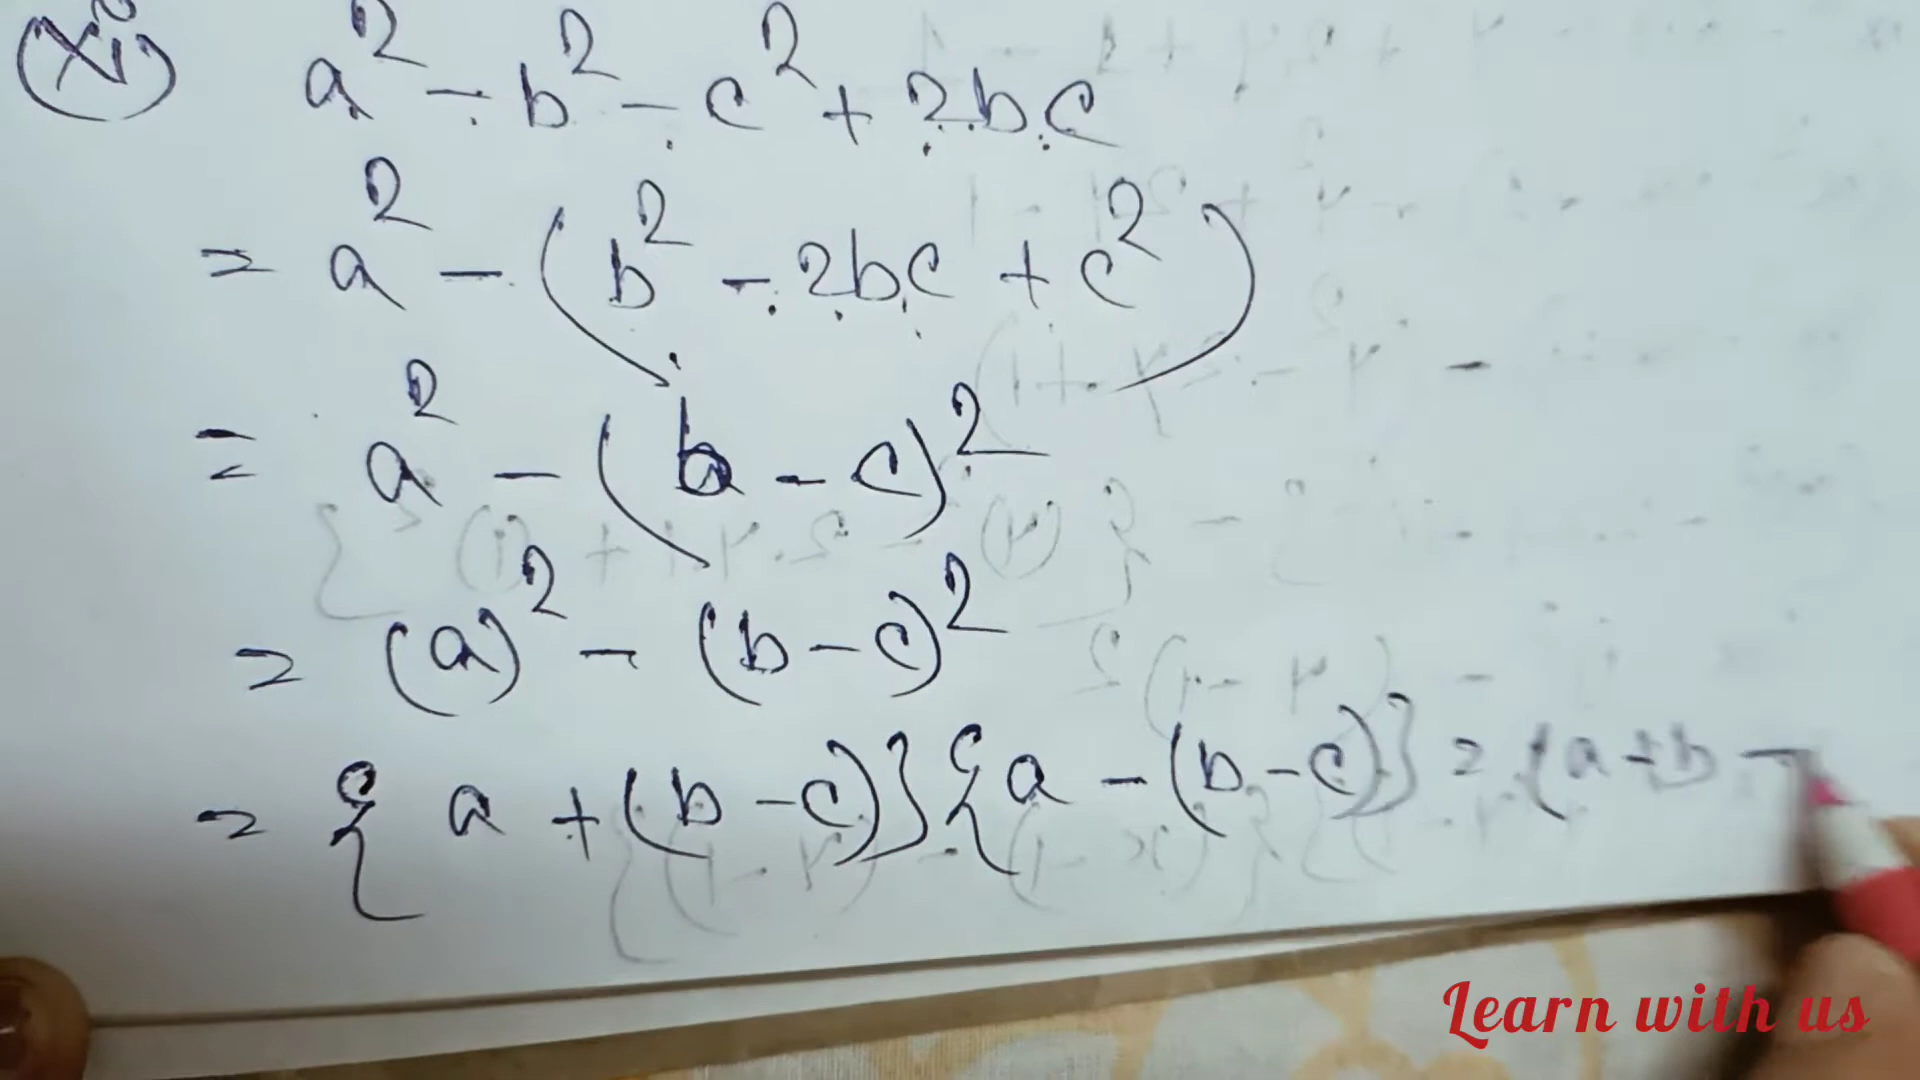 (xi) a² - b² - c² + 2bc
= a² - (b² - 2bc + c²)
= a² - (b - c)²
= (a)² - (b - c)²
= { a + (b - c)} {a - (b - c)} = (a + b -
Learn with us